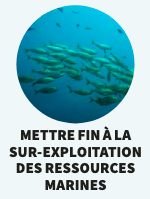 METTRE FIN À LA
SUR-EXPLOITATION
DES RESSOURCES
MARINES